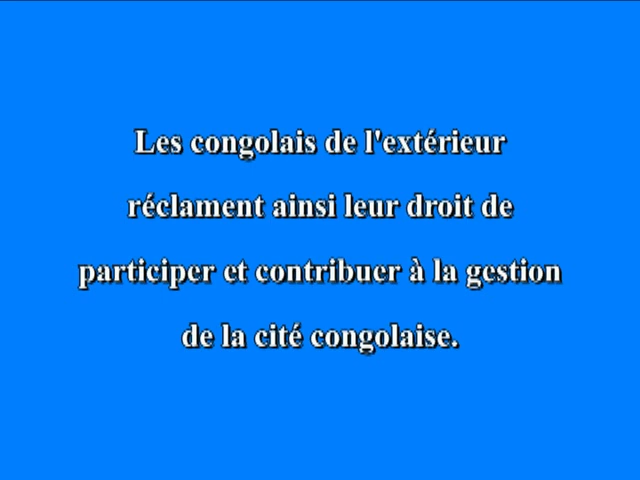 Les congolais de l'extérieur
réclament ainsi leur droit de
participer et contribuer à la gestion
de la cité congolaise.